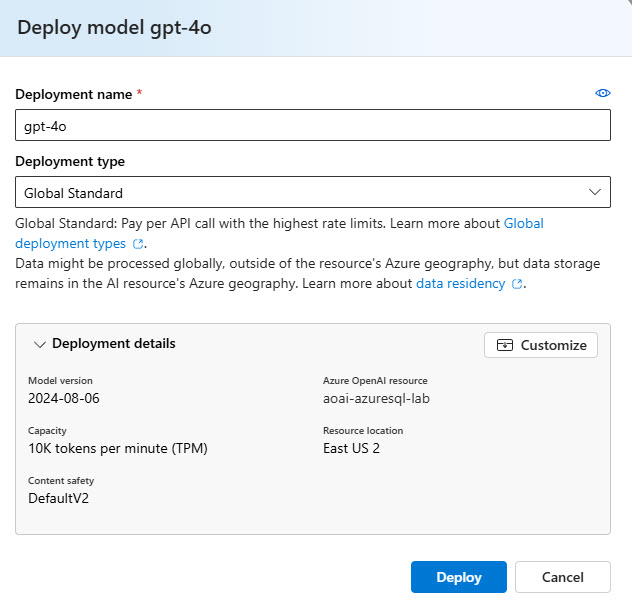 Deploy model gpt-4o
Deployment name *
gpt-4o
Deployment type
Global Standard
Global Standard: Pay per API call with the highest rate limits. Learn more about Global
deployment types.
Data might be processed globally, outside of the resource's Azure geography, but data storage
remains in the AI resource's Azure geography. Learn more about data residency.
Deployment details
Customize
Model version
2024-08-06
Azure OpenAI resource
aoai-azuresql-lab
Capacity
10K tokens per minute (TPM)
Resource location
East US 2
Content safety
DefaultV2
Deploy
Cancel